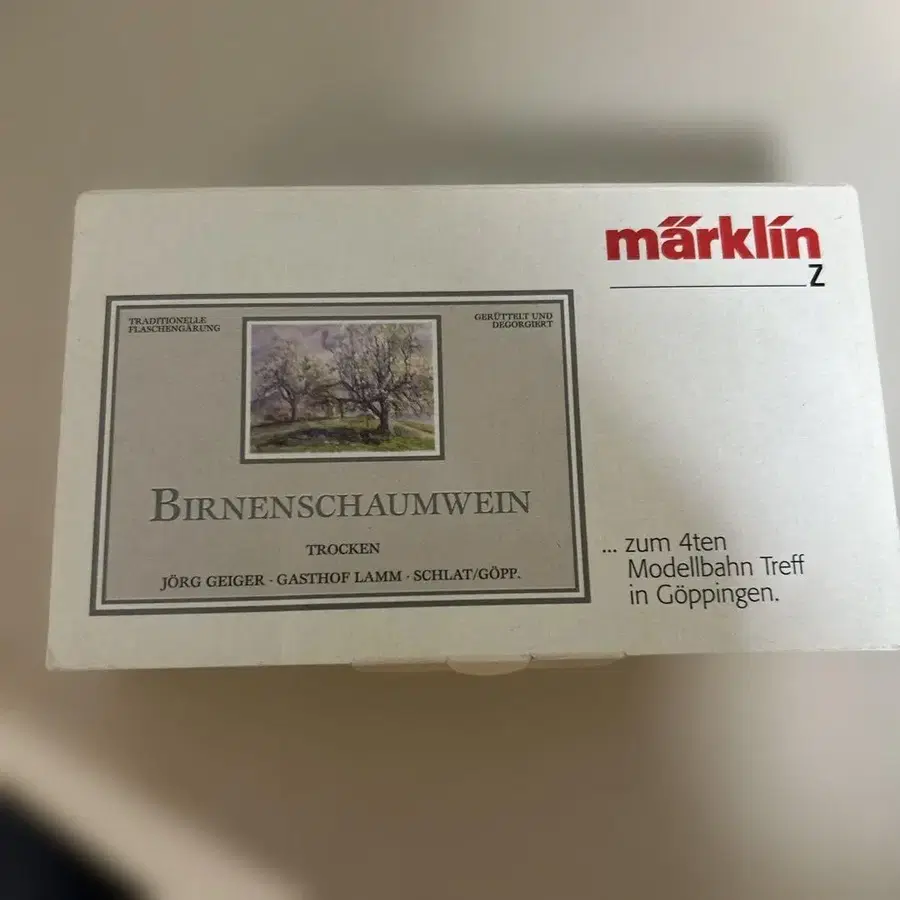 märklin
Z
TRADITIONELLE
FLASCHENGÄRUNG
GERÜTTELT UND
DEGORGIERT
BIRNENSCHAUMWEIN
TROCKEN
JÖRG GEIGER · GASTHOF LAMM · SCHLAT/GÖPP.
... zum 4ten
Modellbahn Treff
in Göppingen.